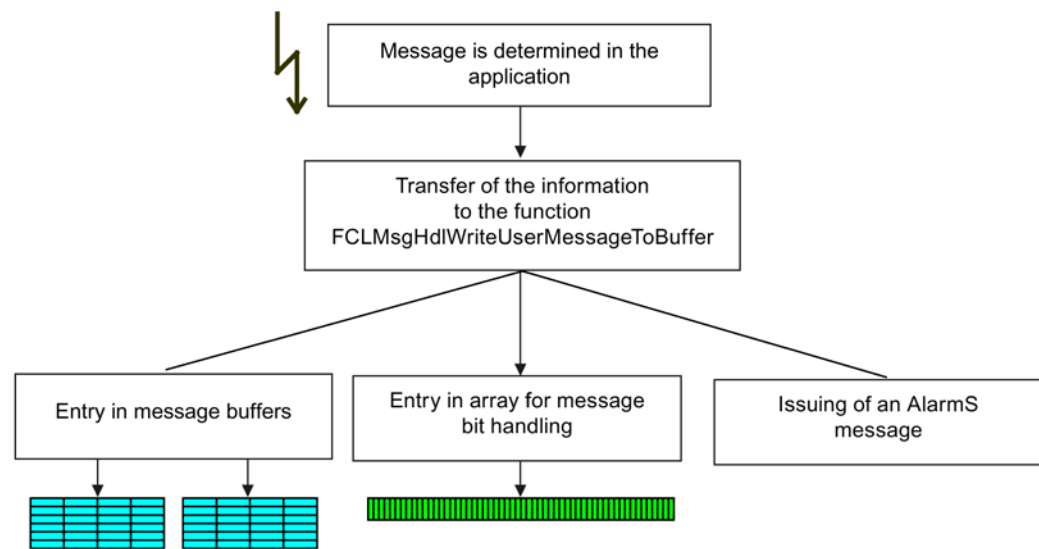 Message is determined in the
application
Transfer of the information
to the function
FCLMsgHdlWriteUserMessageToBuffer
Entry in message buffers
Entry in array for message
bit handling
Issuing of an AlarmS
message